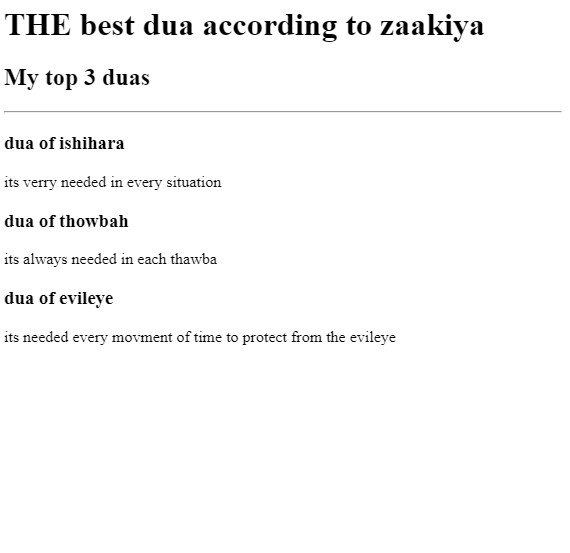 THE best dua according to zaakiya
My top 3 duas
dua of ishihara
its verry needed in every situation
dua of thowbah
its always needed in each thawba
dua of evileye
its needed every movment of time to protect from the evileye